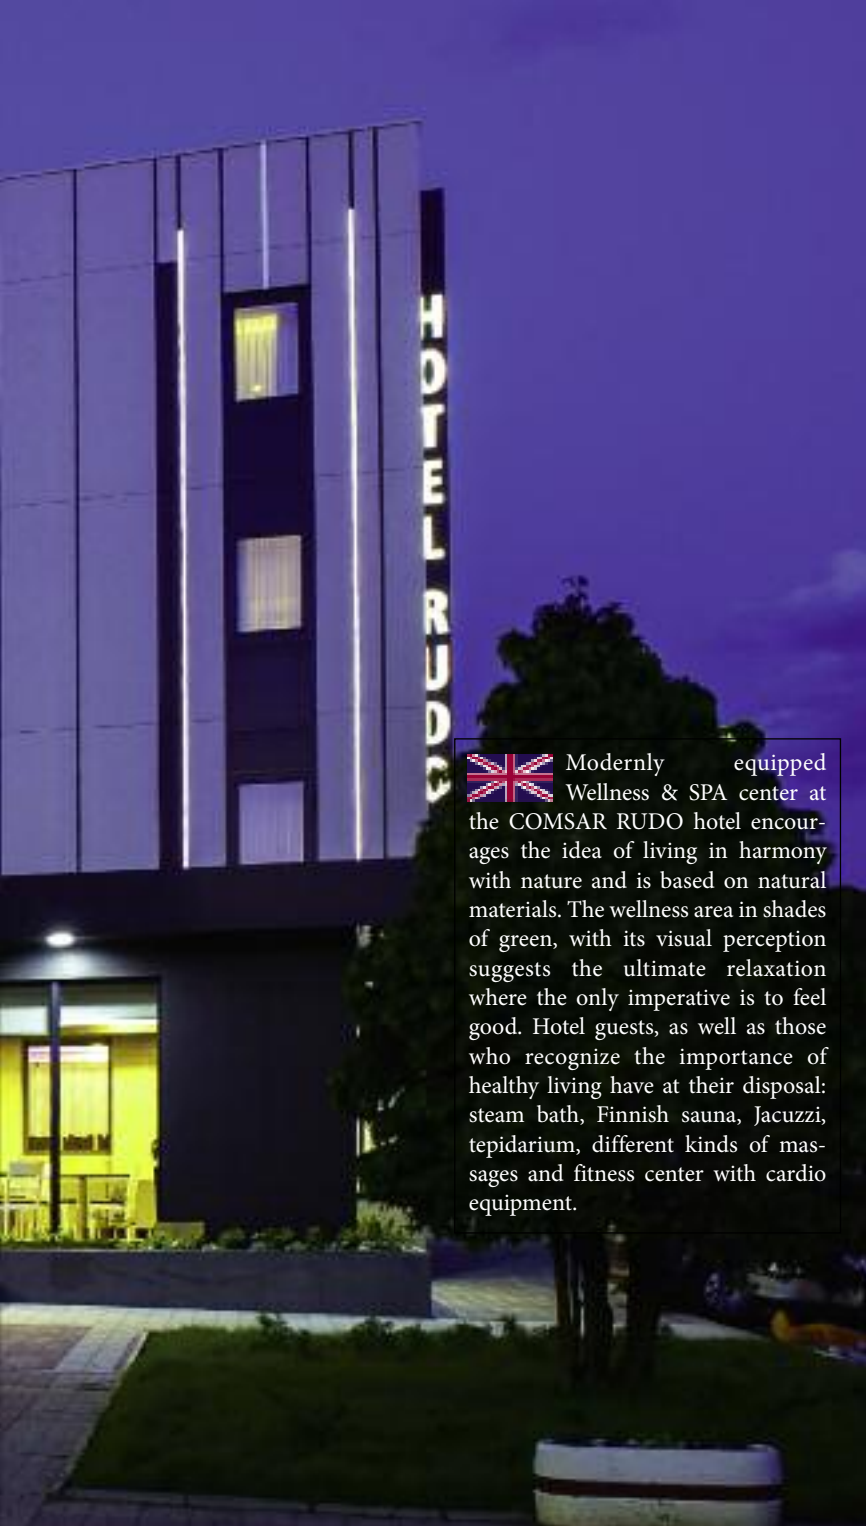 HOTEL RUDO
Modernly equipped
Wellness & SPA center at
the COMSAR RUDO hotel encour-
ages the idea of living in harmony
with nature and is based on natural
materials. The wellness area in shades
of green, with its visual perception
suggests the ultimate relaxation
where the only imperative is to feel
good. Hotel guests, as well as those
who recognize the importance of
healthy living have at their disposal:
steam bath, Finnish sauna, Jacuzzi,
tepidarium, different kinds of mas-
sages and fitness center with cardio
equipment.